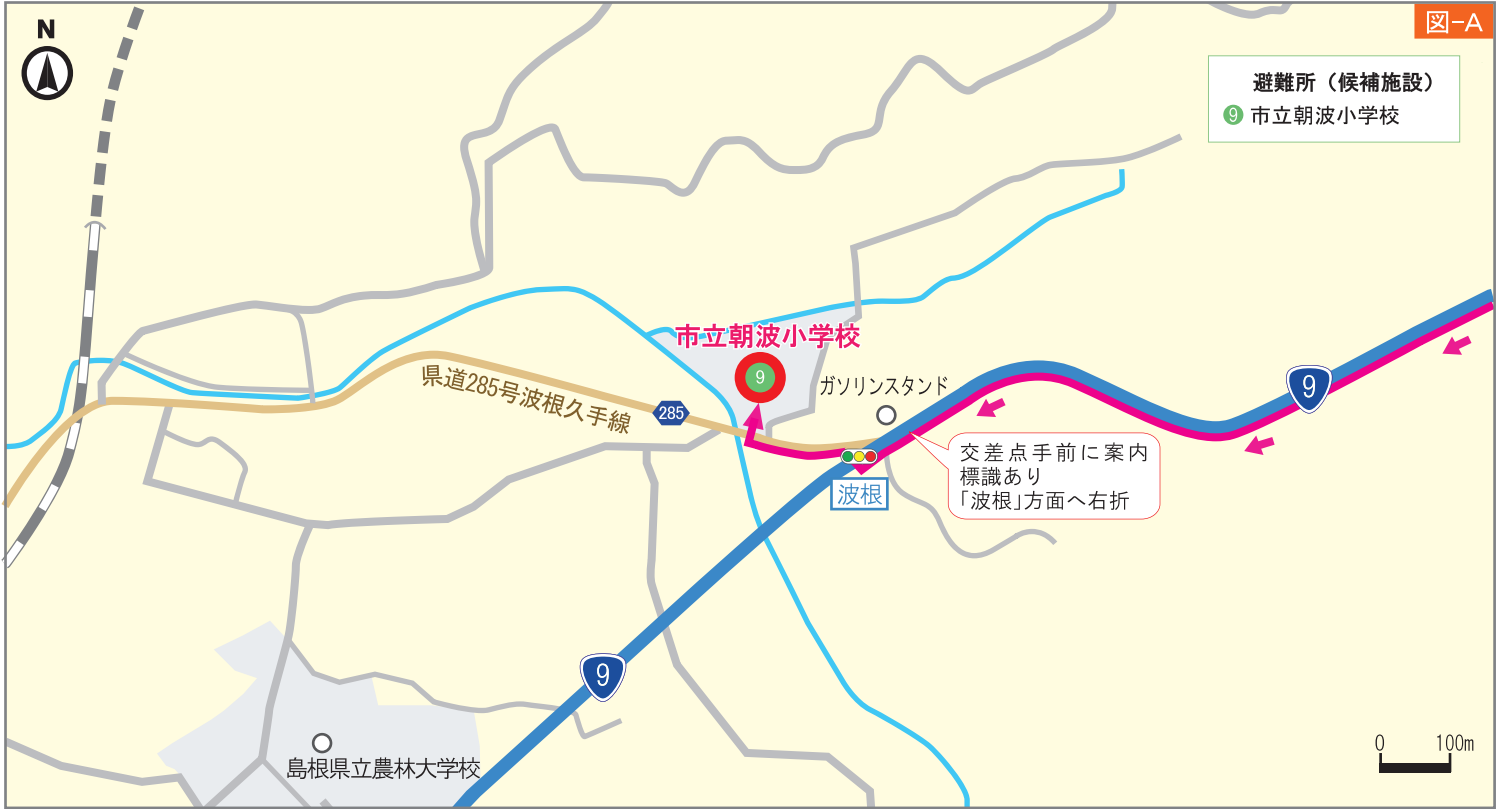 N
図-A
避難所（候補施設）
9 市立朝波小学校
市立朝波小学校
9
ガソリンスタンド
9
県道285号波根久手線
285
交差点手前に案内
標識あり
「波根」方面へ右折
波根
9
島根県立農林大学校
0 100m